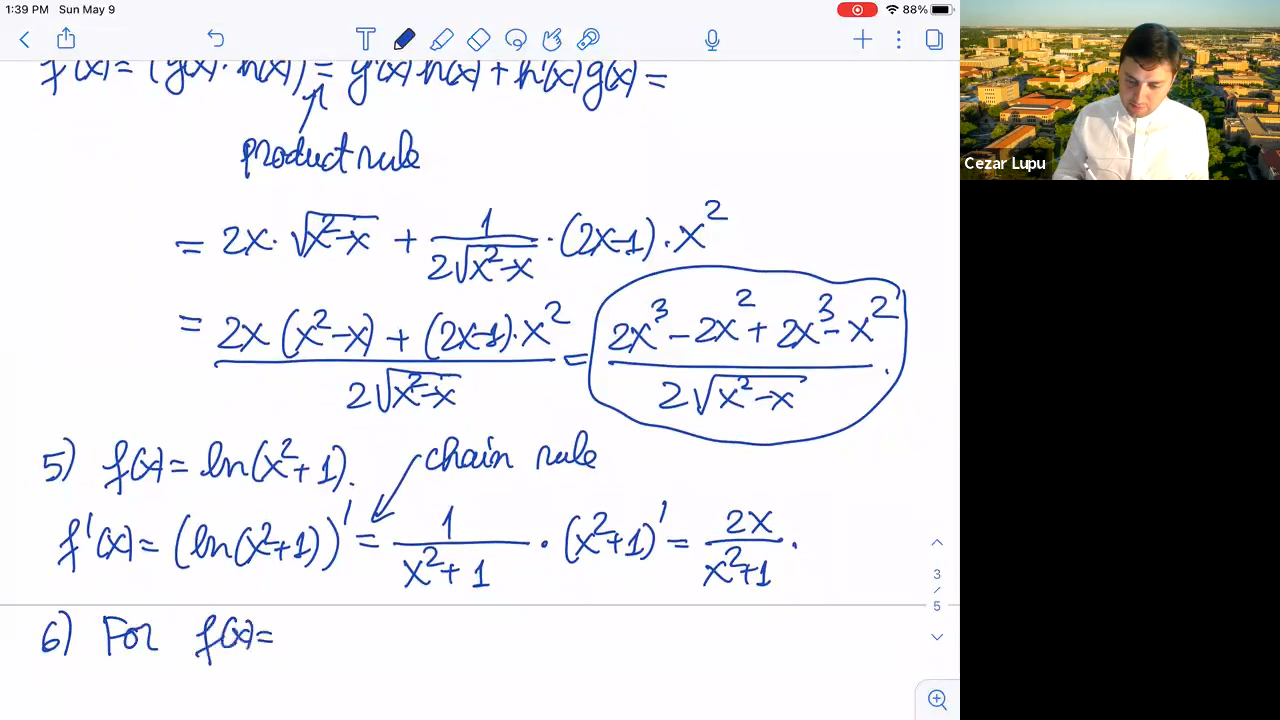 1:39 PM Sun May 9
88%
f'(x) = (g(x)·h(x))' = g'(x)h(x) + h'(x)g(x) =
product rule
= 2x·√(x²-x) + 1/(2√(x²-x)) · (2x-1)·x²
= (2x(x²-x) + (2x-1)·x²)/(2√(x²-x)) = (2x³ - 2x² + 2x³ - x²)/(2√(x²-x)).
5) f(x) = ln(x²+1).
chain rule
f'(x) = (ln(x²+1))' = 1/(x²+1) · (x²+1)' = 2x/(x²+1).
6) For f(x)=
3
/
5
Cezar Lupu